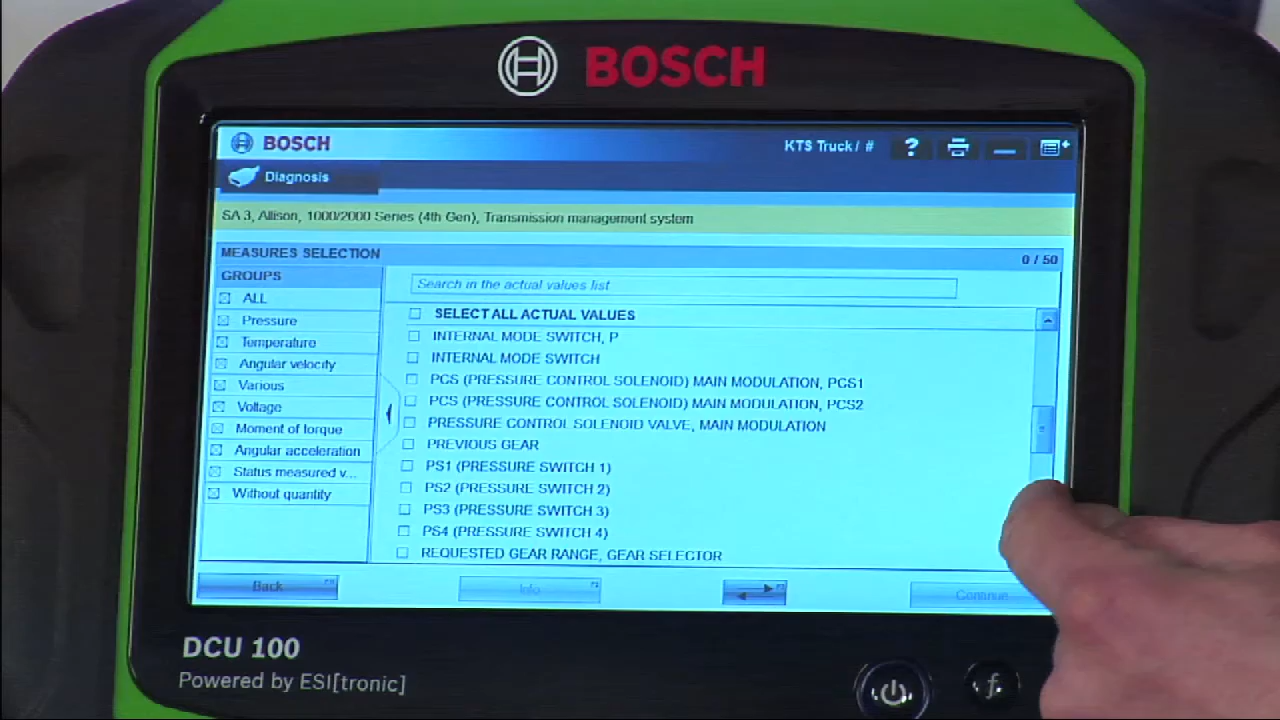 BOSCH
BOSCH
KTS Truck / #
?
Diagnosis
SA 3, Allison, 1000/2000 Series (4th Gen), Transmission management system
MEASURES SELECTION
0 / 50
GROUPS
ALL
Pressure
Temperature
Angular velocity
Various
Voltage
Moment of torque
Angular acceleration
Status measured v...
Without quantity
Search in the actual values list
SELECT ALL ACTUAL VALUES
INTERNAL MODE SWITCH, P
INTERNAL MODE SWITCH
PCS (PRESSURE CONTROL SOLENOID) MAIN MODULATION, PCS1
PCS (PRESSURE CONTROL SOLENOID) MAIN MODULATION, PCS2
PRESSURE CONTROL SOLENOID VALVE, MAIN MODULATION
PREVIOUS GEAR
PS1 (PRESSURE SWITCH 1)
PS2 (PRESSURE SWITCH 2)
PS3 (PRESSURE SWITCH 3)
PS4 (PRESSURE SWITCH 4)
REQUESTED GEAR RANGE, GEAR SELECTOR
Back
Info
Continue
DCU 100
Powered by ESI[tronic]
f